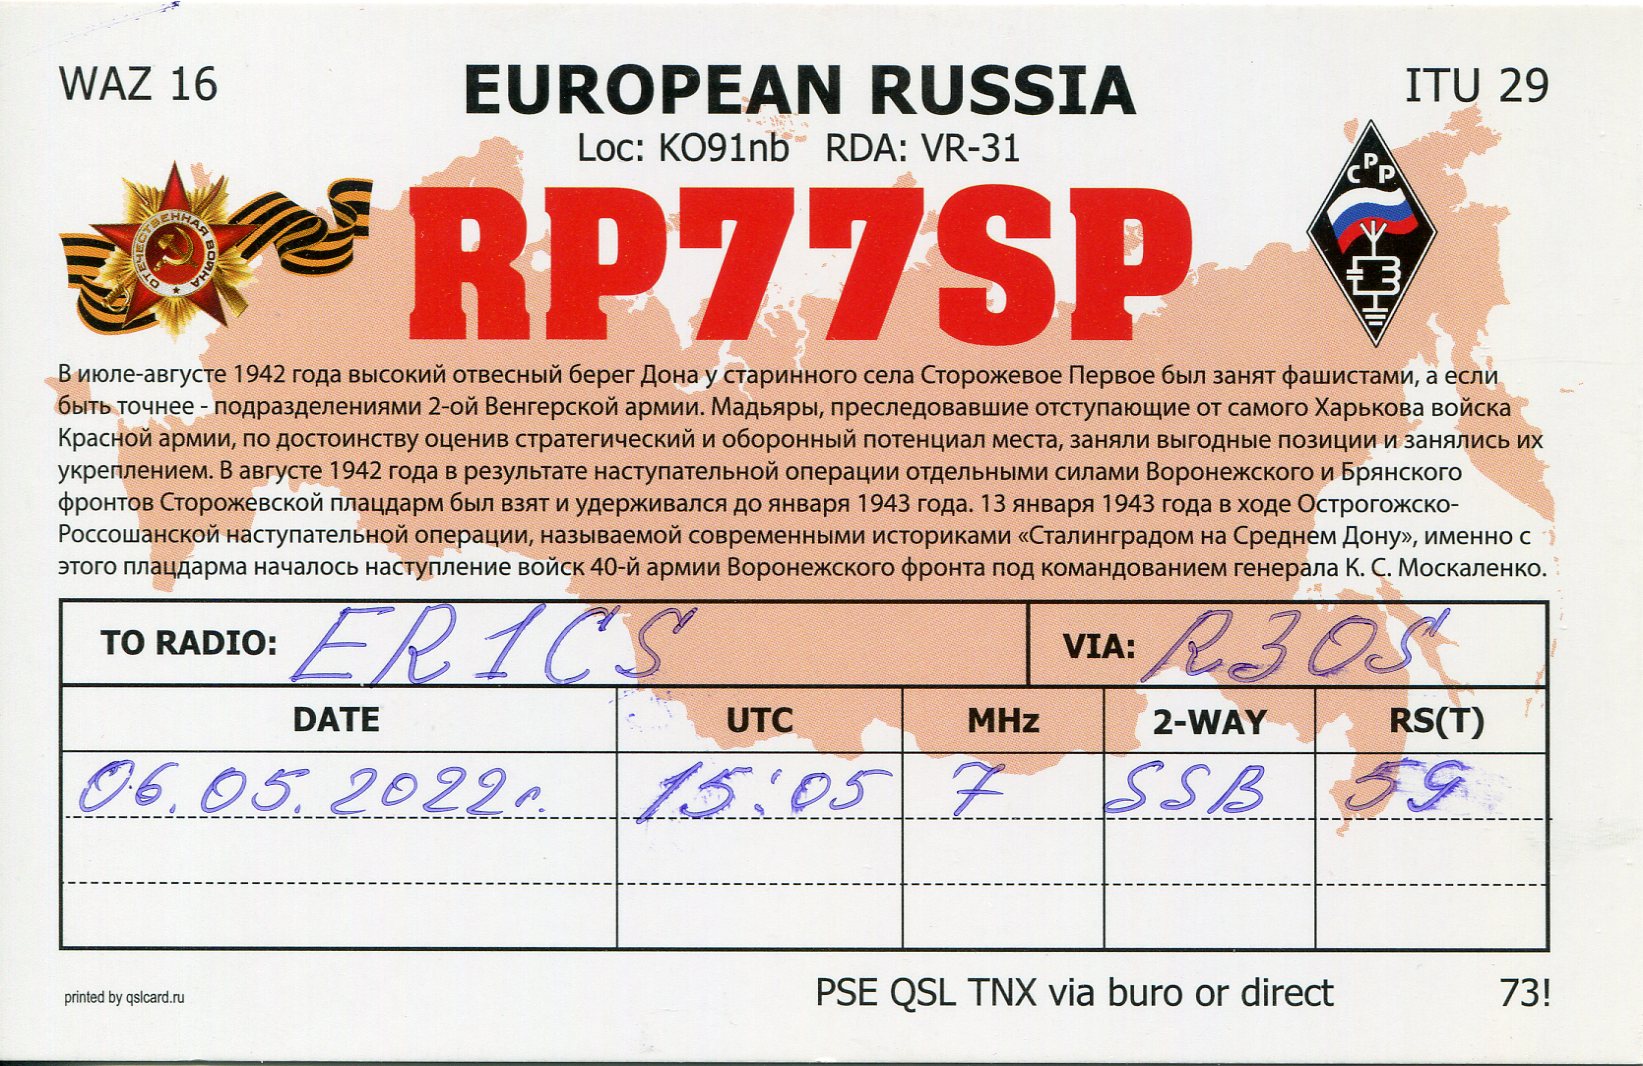 WAZ 16 EUROPEAN RUSSIA ITU 29
Loc: KO91nb RDA: VR-31
RP77SP
ОТЕЧЕСТВЕННАЯ ВОЙНА
СРР
В июле-августе 1942 года высокий отвесный берег Дона у старинного села Сторожевое Первое был занят фашистами, а если
быть точнее - подразделениями 2-ой Венгерской армии. Мадьяры, преследовавшие отступающие от самого Харькова войска
Красной армии, по достоинству оценив стратегический и оборонный потенциал места, заняли выгодные позиции и занялись их
укреплением. В августе 1942 года в результате наступательной операции отдельными силами Воронежского и Брянского
фронтов Сторожевской плацдарм был взят и удерживался до января 1943 года. 13 января 1943 года в ходе Острогожско-
Россошанской наступательной операции, называемой современными историками «Сталинградом на Среднем Дону», именно с
этого плацдарма началось наступление войск 40-й армии Воронежского фронта под командованием генерала К. С. Москаленко.
TO RADIO: ER1CS VIA: R3OS
DATE UTC MHz 2-WAY RS(T)
06.05.2022г. 15:05 7 SSB 59
printed by qslcard.ru PSE QSL TNX via buro or direct 73!